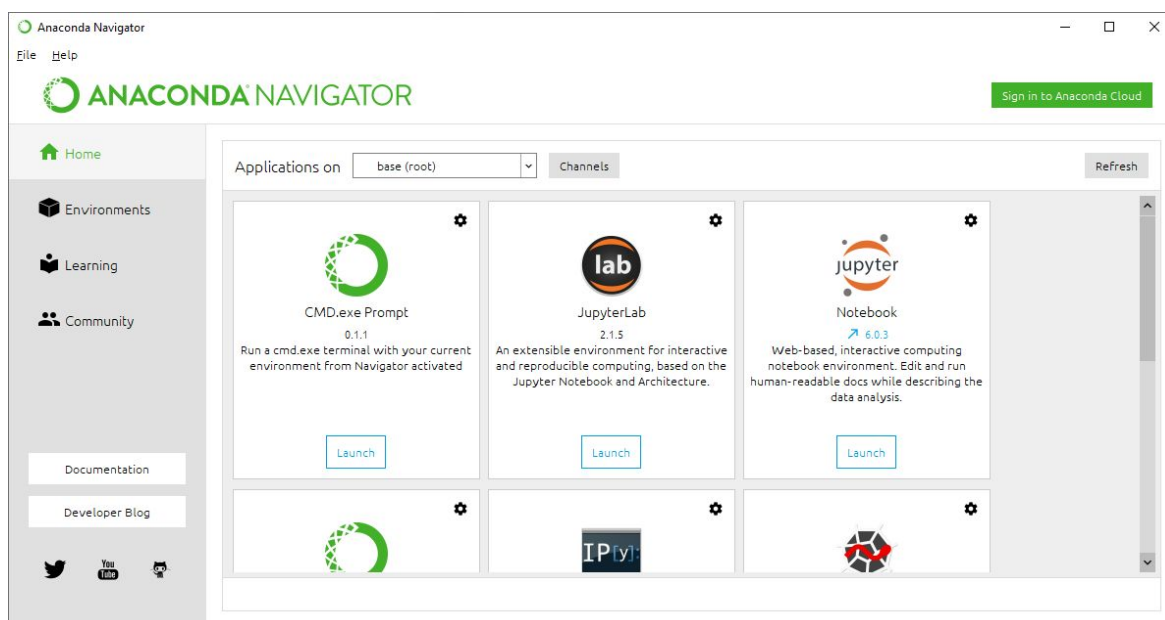 Anaconda Navigator
File Help
ANACONDA NAVIGATOR
Sign in to Anaconda Cloud
Home
Environments
Learning
Community
Documentation
Developer Blog
You
Tube
Applications on base (root) Channels Refresh
CMD.exe Prompt
0.1.1
Run a cmd.exe terminal with your current
environment from Navigator activated
Launch
lab
JupyterLab
2.1.5
An extensible environment for interactive
and reproducible computing, based on the
Jupyter Notebook and Architecture.
Launch
jupyter
Notebook
6.0.3
Web-based, interactive computing
notebook environment. Edit and run
human-readable docs while describing the
data analysis.
Launch
IP[y]: